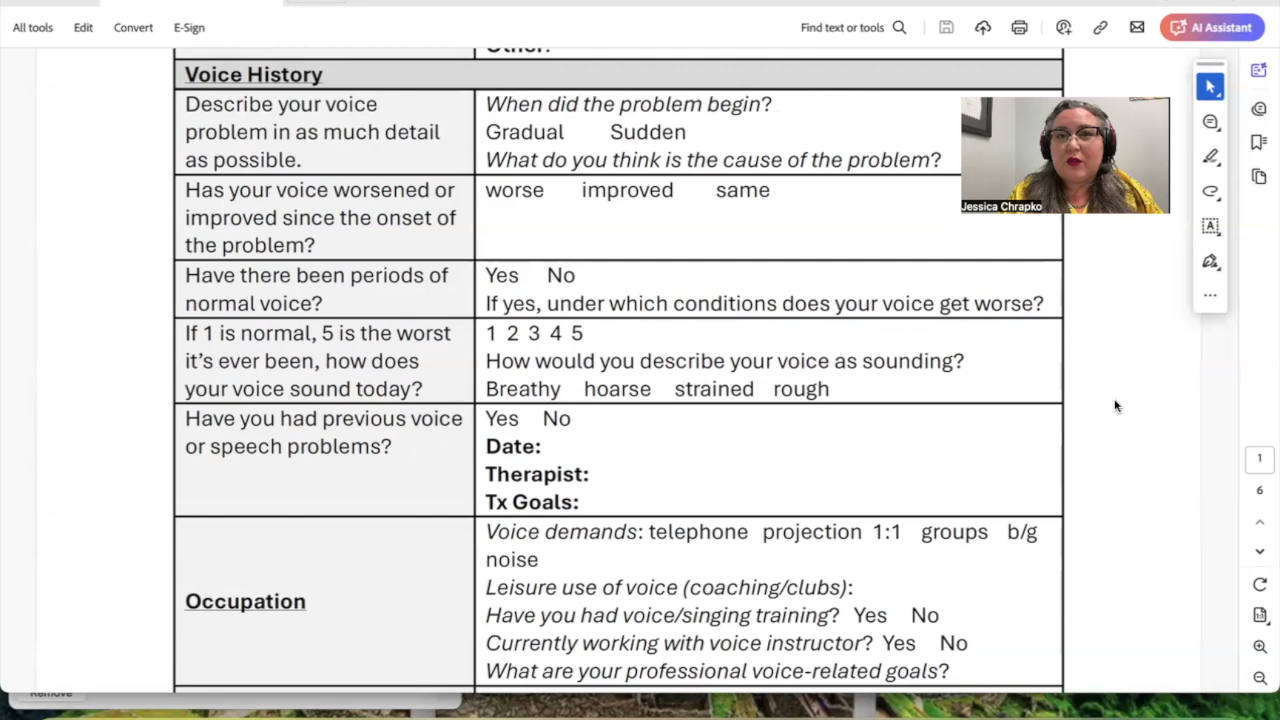 All tools Edit Convert E-Sign Find text or tools AI Assistant
Other:
Voice History
Describe your voice
problem in as much detail
as possible.
When did the problem begin?
Gradual Sudden
What do you think is the cause of the problem?
Jessica Chrapko
Has your voice worsened or
improved since the onset of
the problem?
worse improved same
Have there been periods of
normal voice?
Yes No
If yes, under which conditions does your voice get worse?
If 1 is normal, 5 is the worst
it's ever been, how does
your voice sound today?
1 2 3 4 5
How would you describe your voice as sounding?
Breathy hoarse strained rough
Have you had previous voice
or speech problems?
Yes No
Date:
Therapist:
Tx Goals:
Occupation
Voice demands: telephone projection 1:1 groups b/g
noise
Leisure use of voice (coaching/clubs):
Have you had voice/singing training? Yes No
Currently working with voice instructor? Yes No
What are your professional voice-related goals?
1
6
Remove